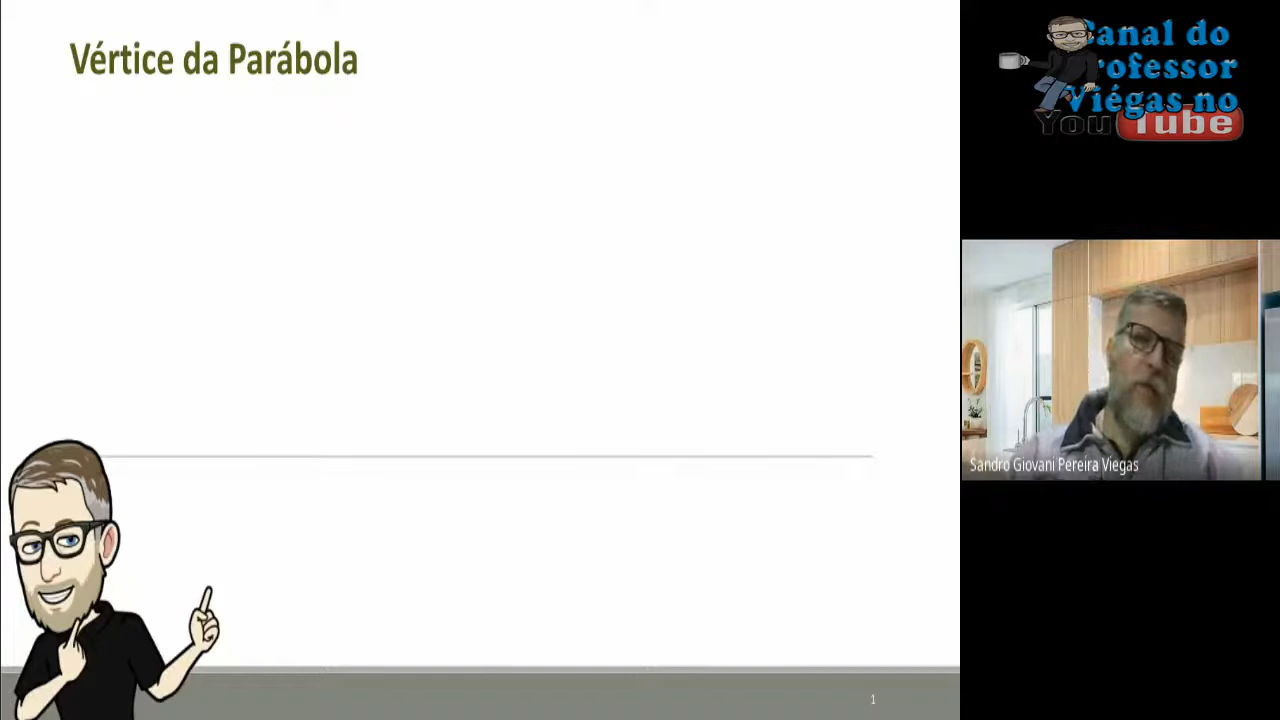 Vértice da Parábola
Canal do
Professor
Viégas no
YouTube
Sandro Giovani Pereira Viegas
1